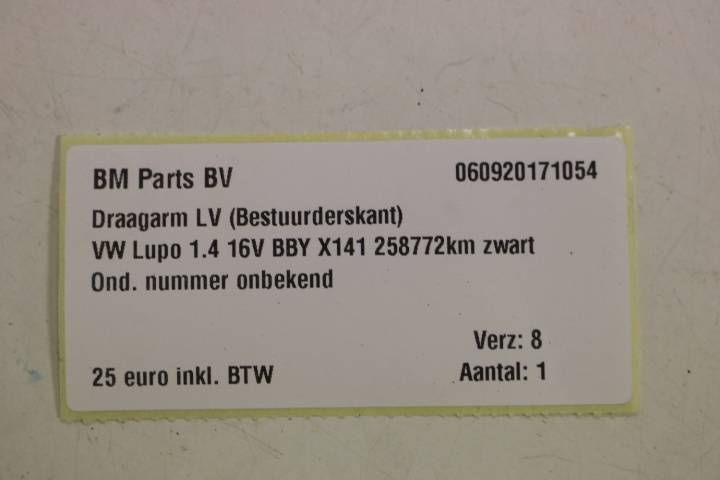 BM Parts BV 060920171054
Draagarm LV (Bestuurderskant)
VW Lupo 1.4 16V BBY X141 258772km zwart
Ond. nummer onbekend
Verz: 8
25 euro inkl. BTW Aantal: 1